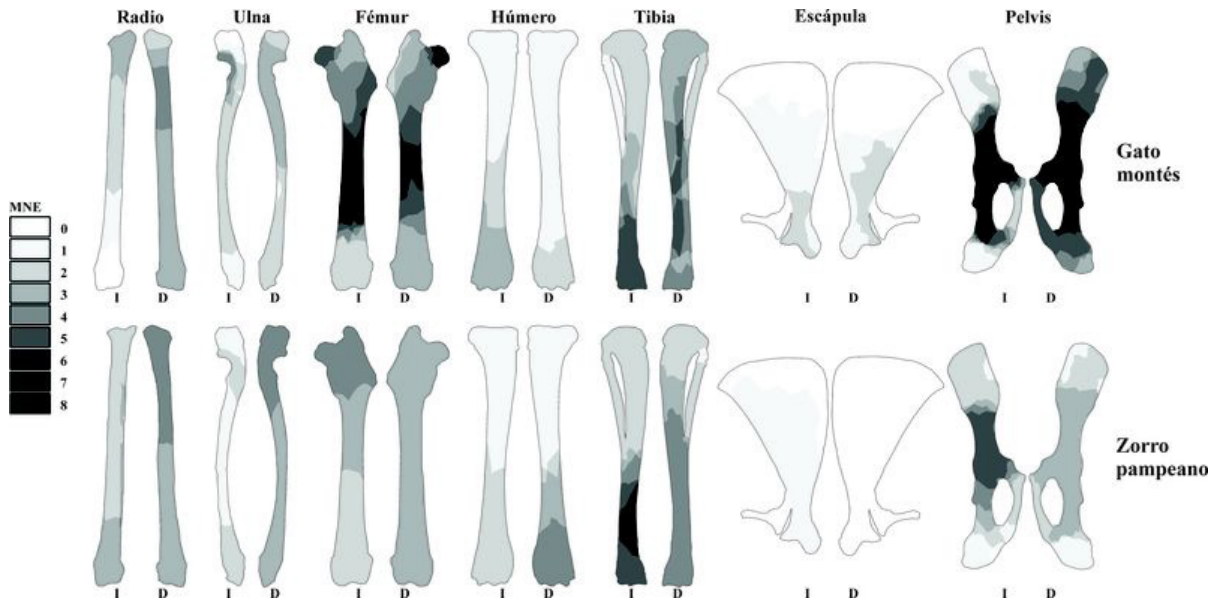 Radio Ulna Fémur Húmero Tibia Escápula Pelvis
Gato
montés
MNE
0
1
2
3
4
5
6
7
8
I D I D I D I D I D I D I D
Zorro
pampeano
I D I D I D I D I D I D I D